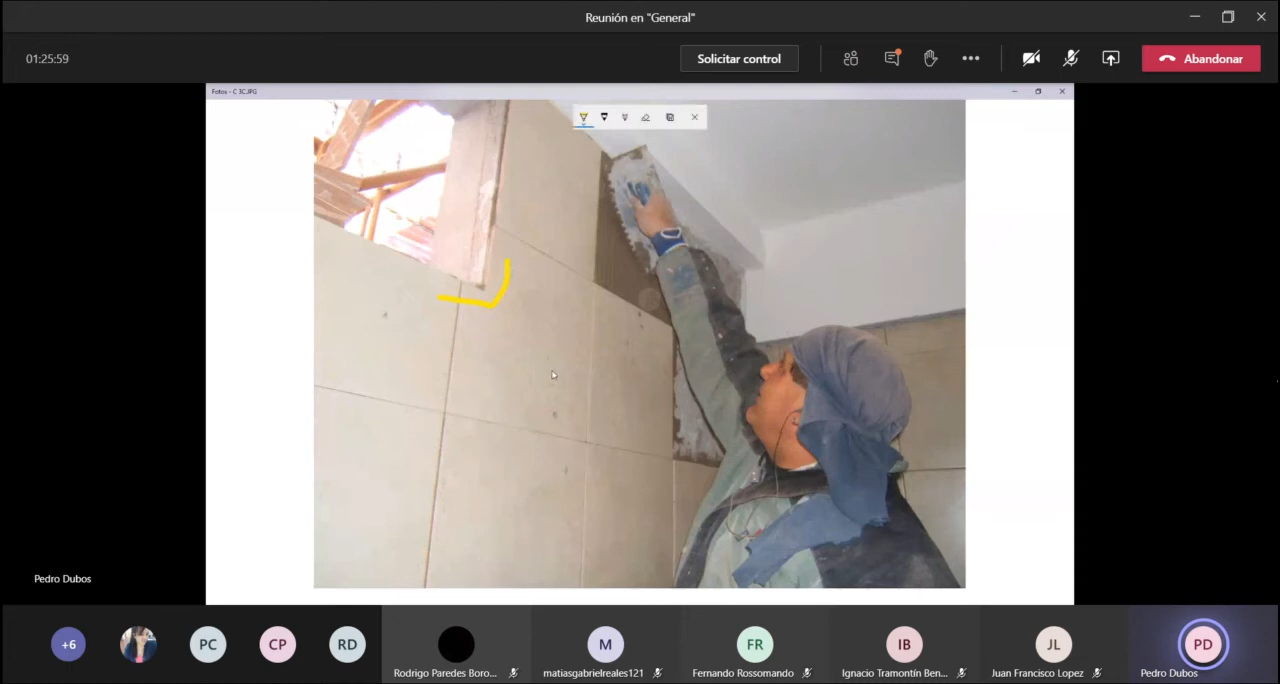 Reunión en "General"
01:25:59
Solicitar control
Abandonar
Fotos - C 3C.JPG
Pedro Dubos
+6
PC
CP
RD
M
FR
IB
JL
PD
Rodrigo Paredes Boro...
matiasgabrielreales121
Fernando Rossomando
Ignacio Tramontín Ben...
Juan Francisco Lopez
Pedro Dubos